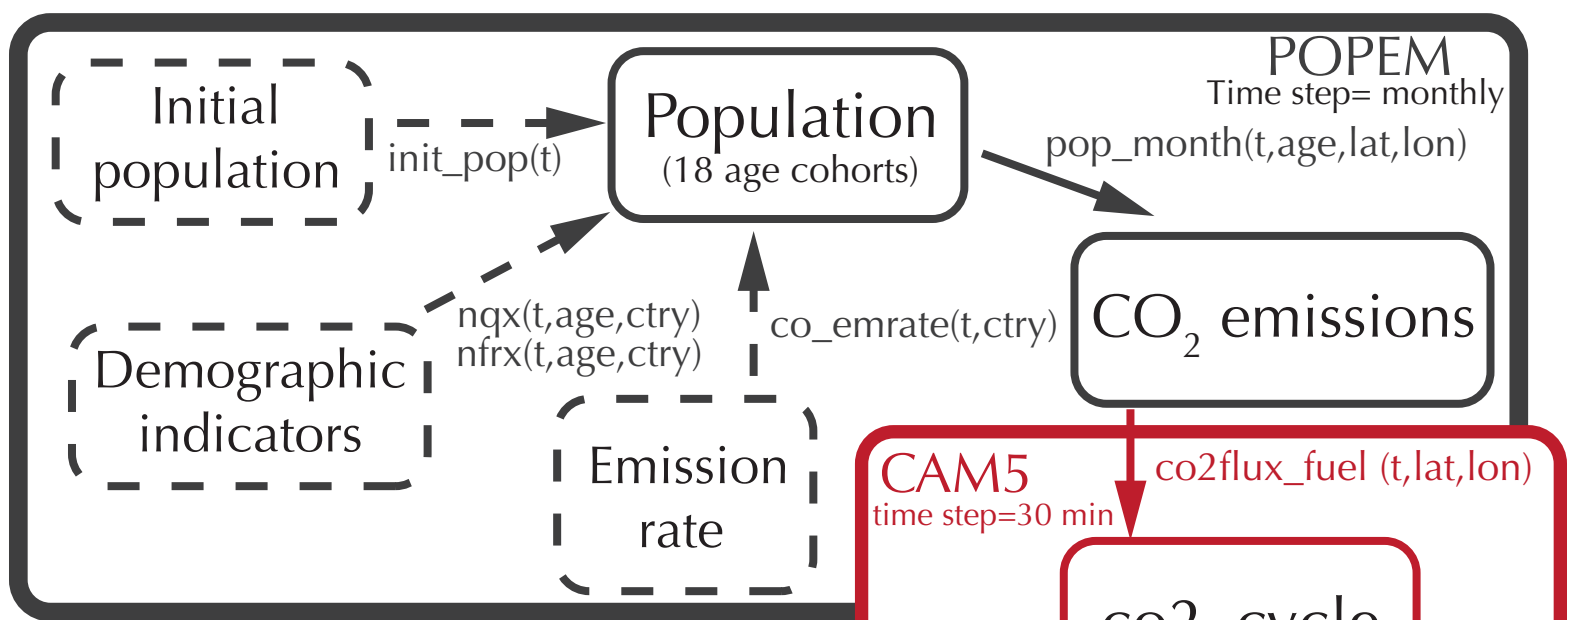 POPEM
Time step= monthly
Initial
population
init_pop(t)
Population
(18 age cohorts)
pop_month(t,age,lat,lon)
nqx(t,age,ctry)
nfrx(t,age,ctry)
co_emrate(t,ctry)
CO2 emissions
Demographic
indicators
Emission
rate
CAM5
time step=30 min
co2flux_fuel (t,lat,lon)
co2_cycle